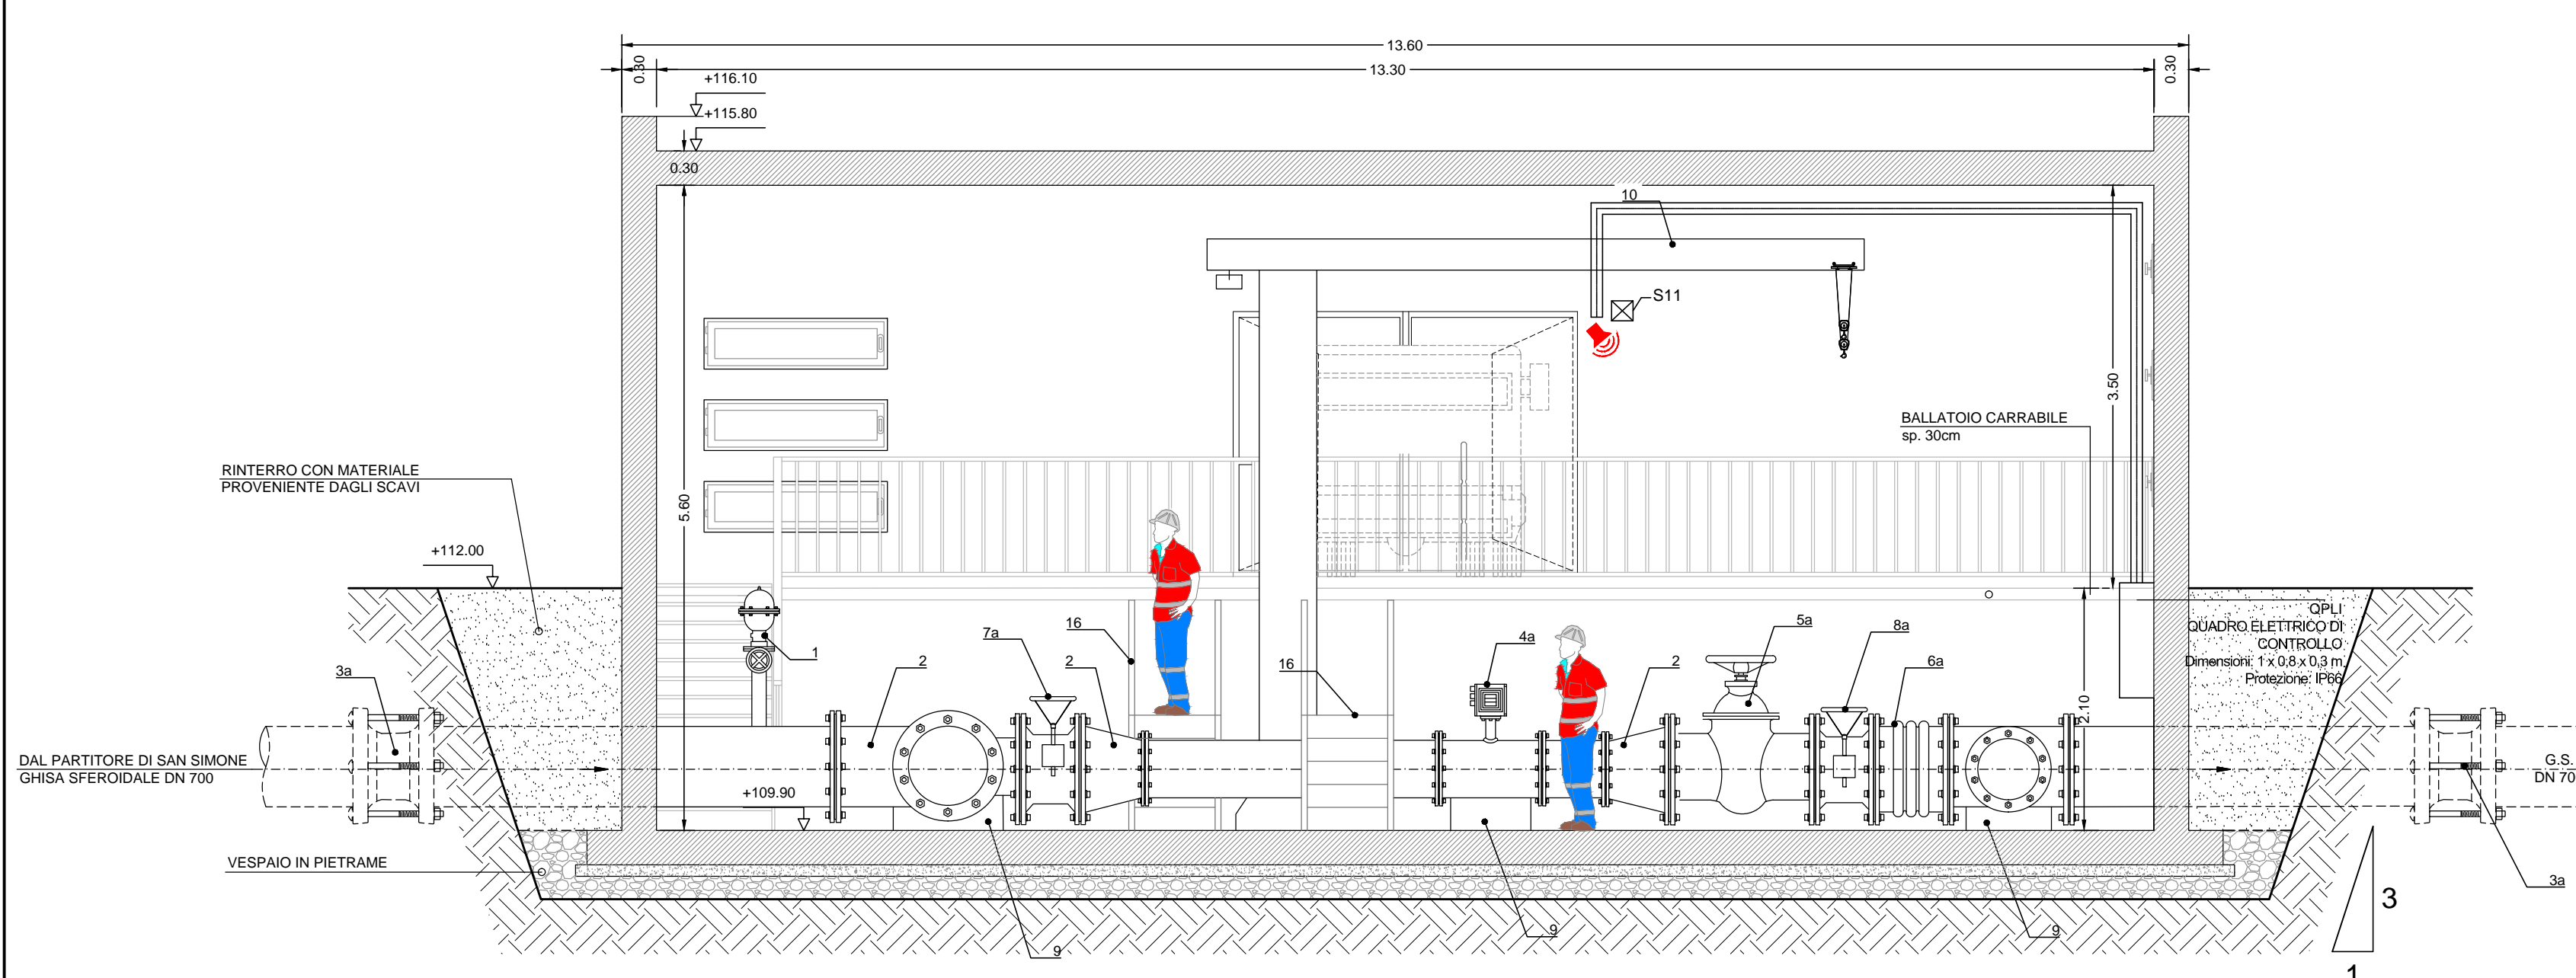 13.60
0.30
13.30
0.30
+116.10
+115.80
0.30
10
S11
3.50
BALLATOIO CARRABILE
sp. 30cm
RINTERRO CON MATERIALE
PROVENIENTE DAGLI SCAVI
5.60
+112.00
QPLI
QUADRO ELETTRICO DI
CONTROLLO
Dimensioni: 1 x 0,8 x 0,3 m
Protezione: IP66
1
2
7a
16
2
16
4a
2
5a
8a
6a
3a
2.10
DAL PARTITORE DI SAN SIMONE
GHISA SFEROIDALE DN 700
+109.90
G.S.
DN 70
VESPAIO IN PIETRAME
3a
3
9
9
9
1